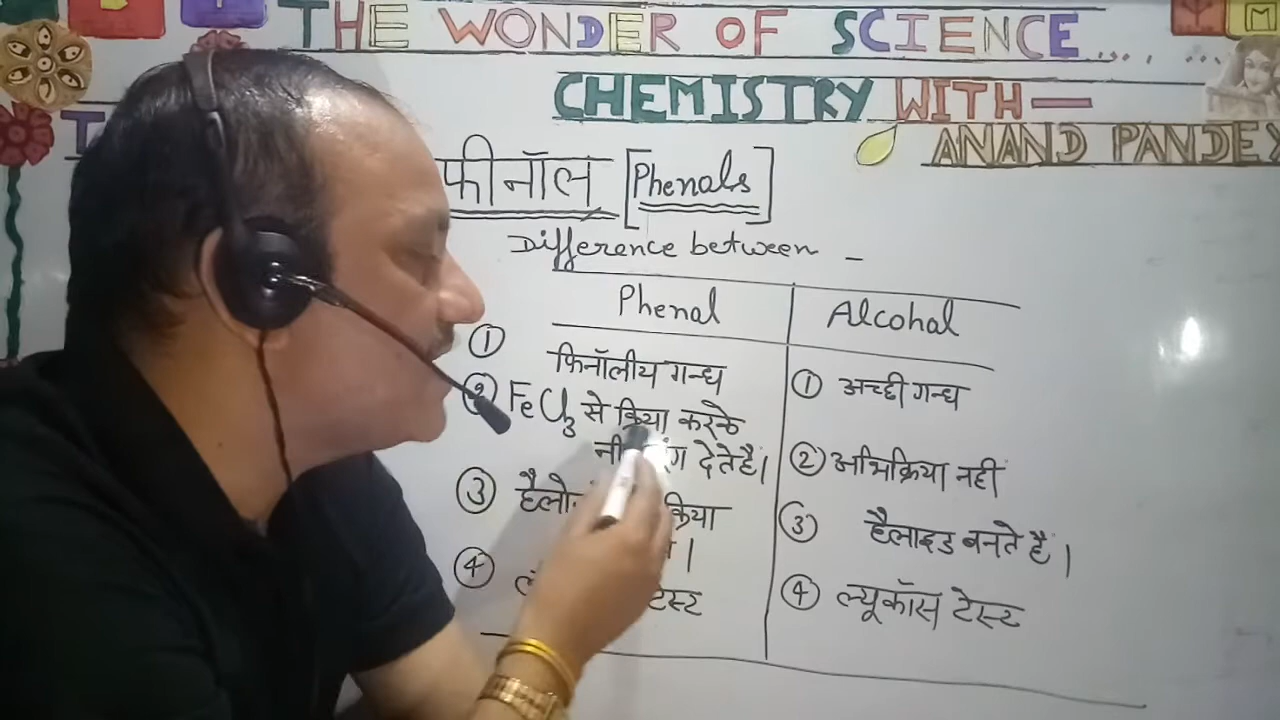 THE WONDER OF SCIENCE.... ...
CHEMISTRY WITH—
ANAND PANDEY
फीनॉल [Phenals]
Difference between -
Phenal Alcohal
① फिनॉलीय गन्ध
① अच्छी गन्ध
② FeCl3 से क्रिया करके
देते है।
② अभिक्रिया नहीं
③
③ हैलाइड बनते है।
④ टेस्ट
④ ल्यूकॉस टेस्ट